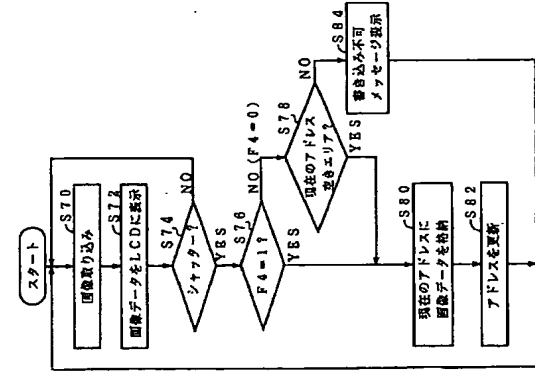 スタート
S70
画像取り込み
S72
画像データをLCDに表示
S74
シャッター?
NO
YES
S76
F4=1?
NO (F4=0)
YES
S78
現在のアドレス
空きエリア?
NO
YES
S84
書き込み不可
メッセージ表示
S80
現在のアドレスに
画像データを格納
S82
アドレスを更新